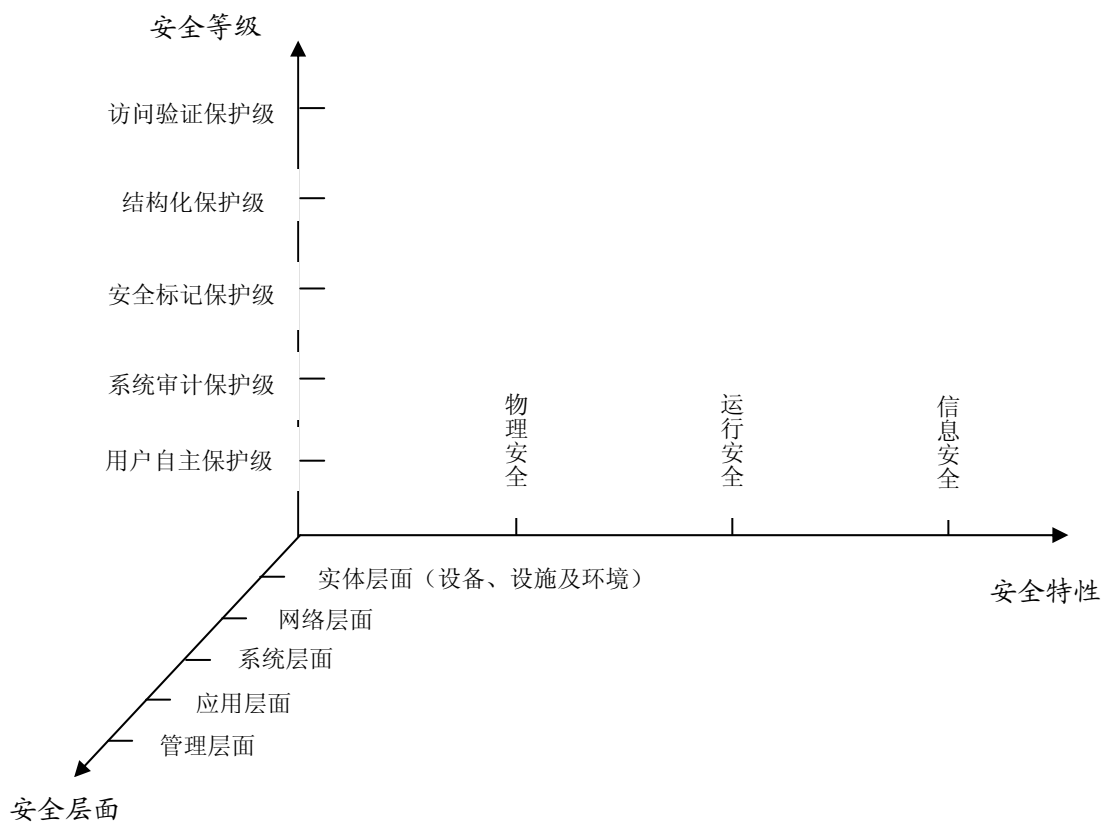 安全等级
访问验证保护级
结构化保护级
安全标记保护级
系统审计保护级
用户自主保护级
物理安全
运行安全
信息安全
安全特性
实体层面（设备、设施及环境）
网络层面
系统层面
应用层面
管理层面
安全层面